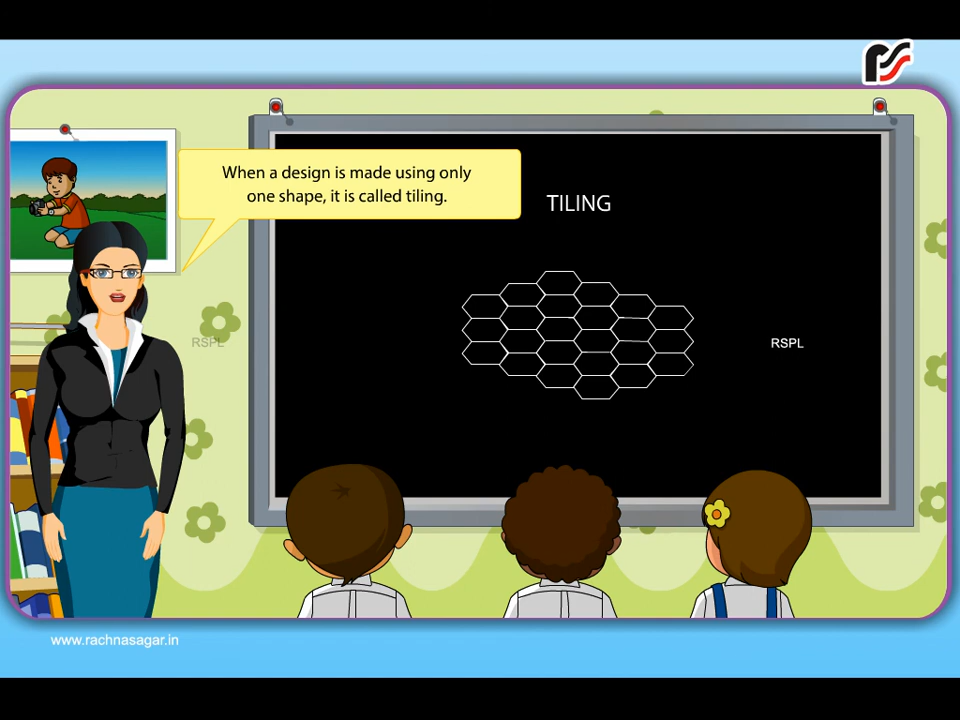 When a design is made using only
one shape, it is called tiling.
TILING
RSPL
RSPL
www.rachnasagar.in